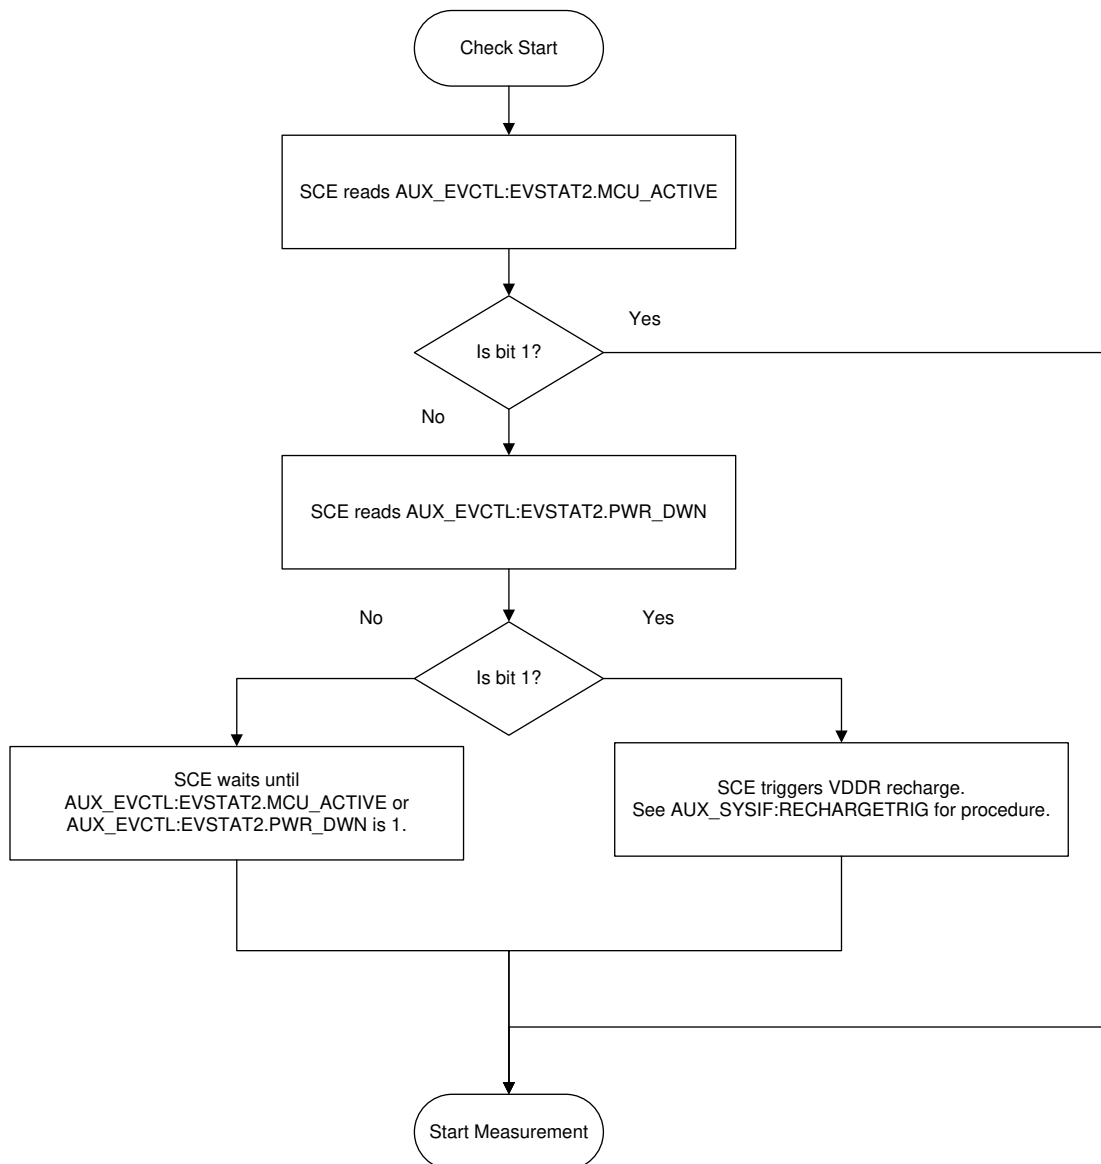 Check Start
SCE reads AUX_EVCTL:EVSTAT2.MCU_ACTIVE
Yes
Is bit 1?
No
SCE reads AUX_EVCTL:EVSTAT2.PWR_DWN
No
Yes
Is bit 1?
SCE waits until
AUX_EVCTL:EVSTAT2.MCU_ACTIVE or
AUX_EVCTL:EVSTAT2.PWR_DWN is 1.
SCE triggers VDDR recharge.
See AUX_SYSIF:RECHARGETRIG for procedure.
Start Measurement